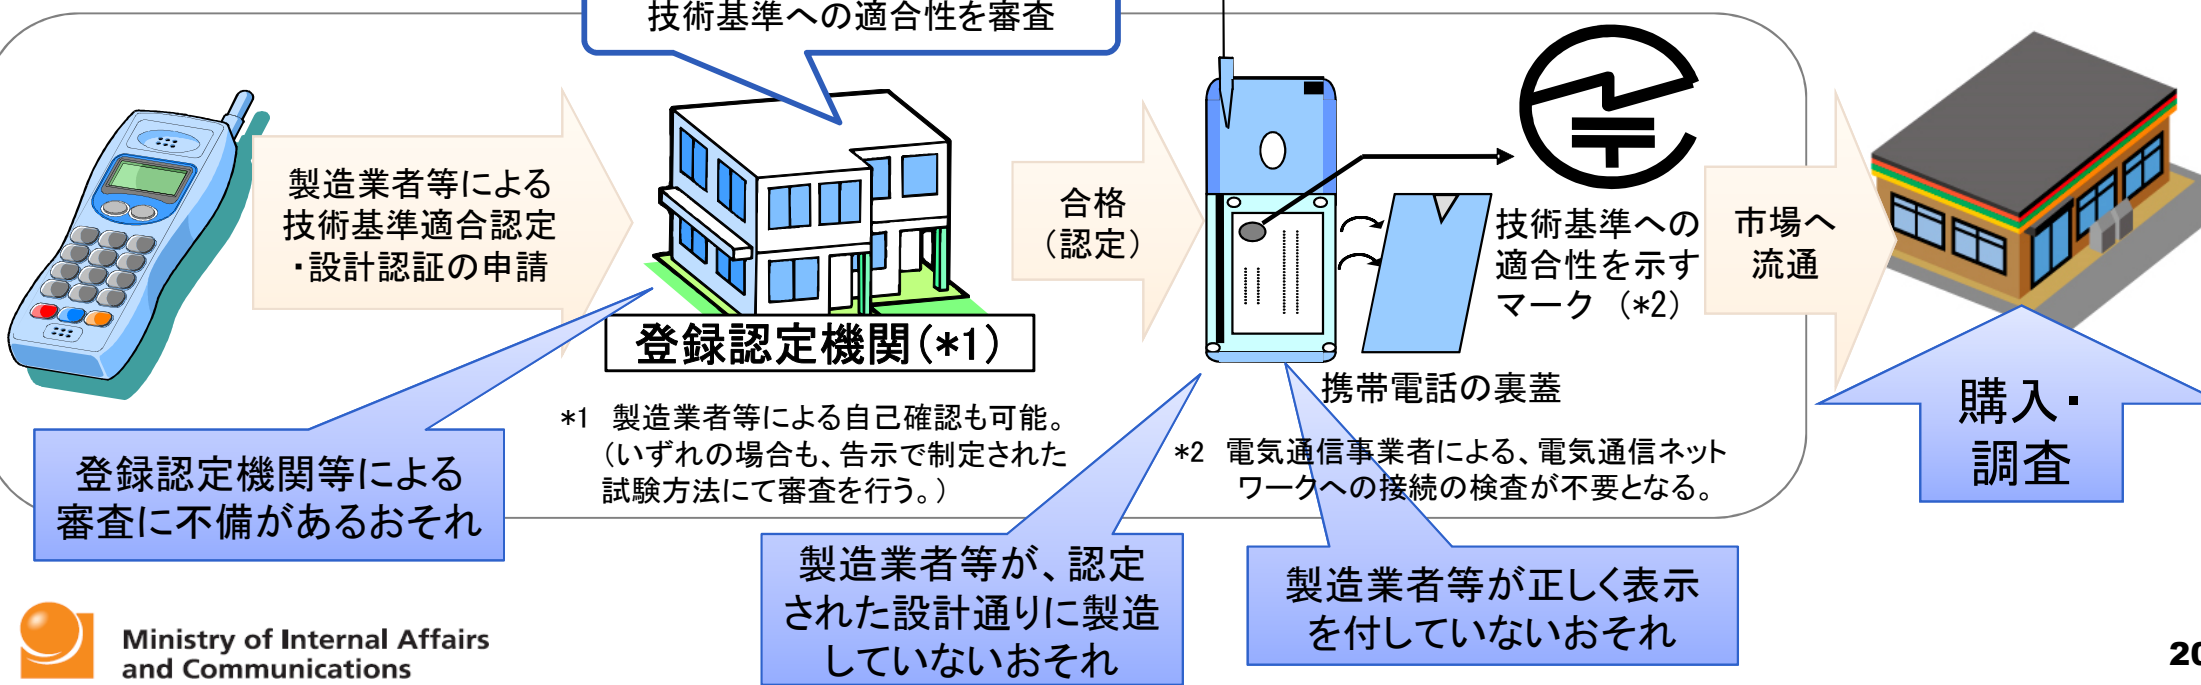 技術基準への適合性を審査
製造業者等による
技術基準適合認定
・設計認証の申請
登録認定機関(*1)
合格
(認定)
技術基準への
適合性を示す
マーク (*2)
市場へ
流通
携帯電話の裏蓋
*1 製造業者等による自己確認も可能。
(いずれの場合も、告示で制定された
試験方法にて審査を行う。)
*2 電気通信事業者による、電気通信ネット
ワークへの接続の検査が不要となる。
購入・
調査
登録認定機関等による
審査に不備があるおそれ
製造業者等が、認定
された設計通りに製造
していないおそれ
製造業者等が正しく表示
を付していないおそれ
Ministry of Internal Affairs
and Communications
20